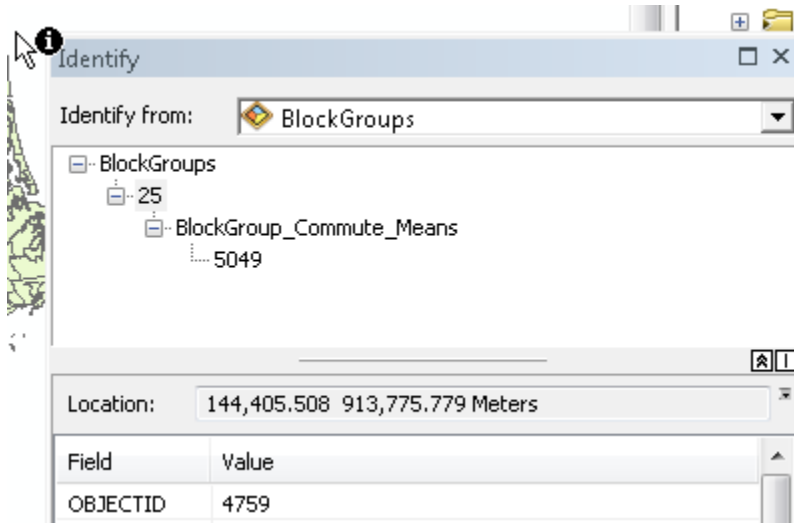 Identify
Identify from: BlockGroups
BlockGroups
25
BlockGroup_Commute_Means
5049
Location: 144,405.508 913,775.779 Meters
Field Value
OBJECTID 4759